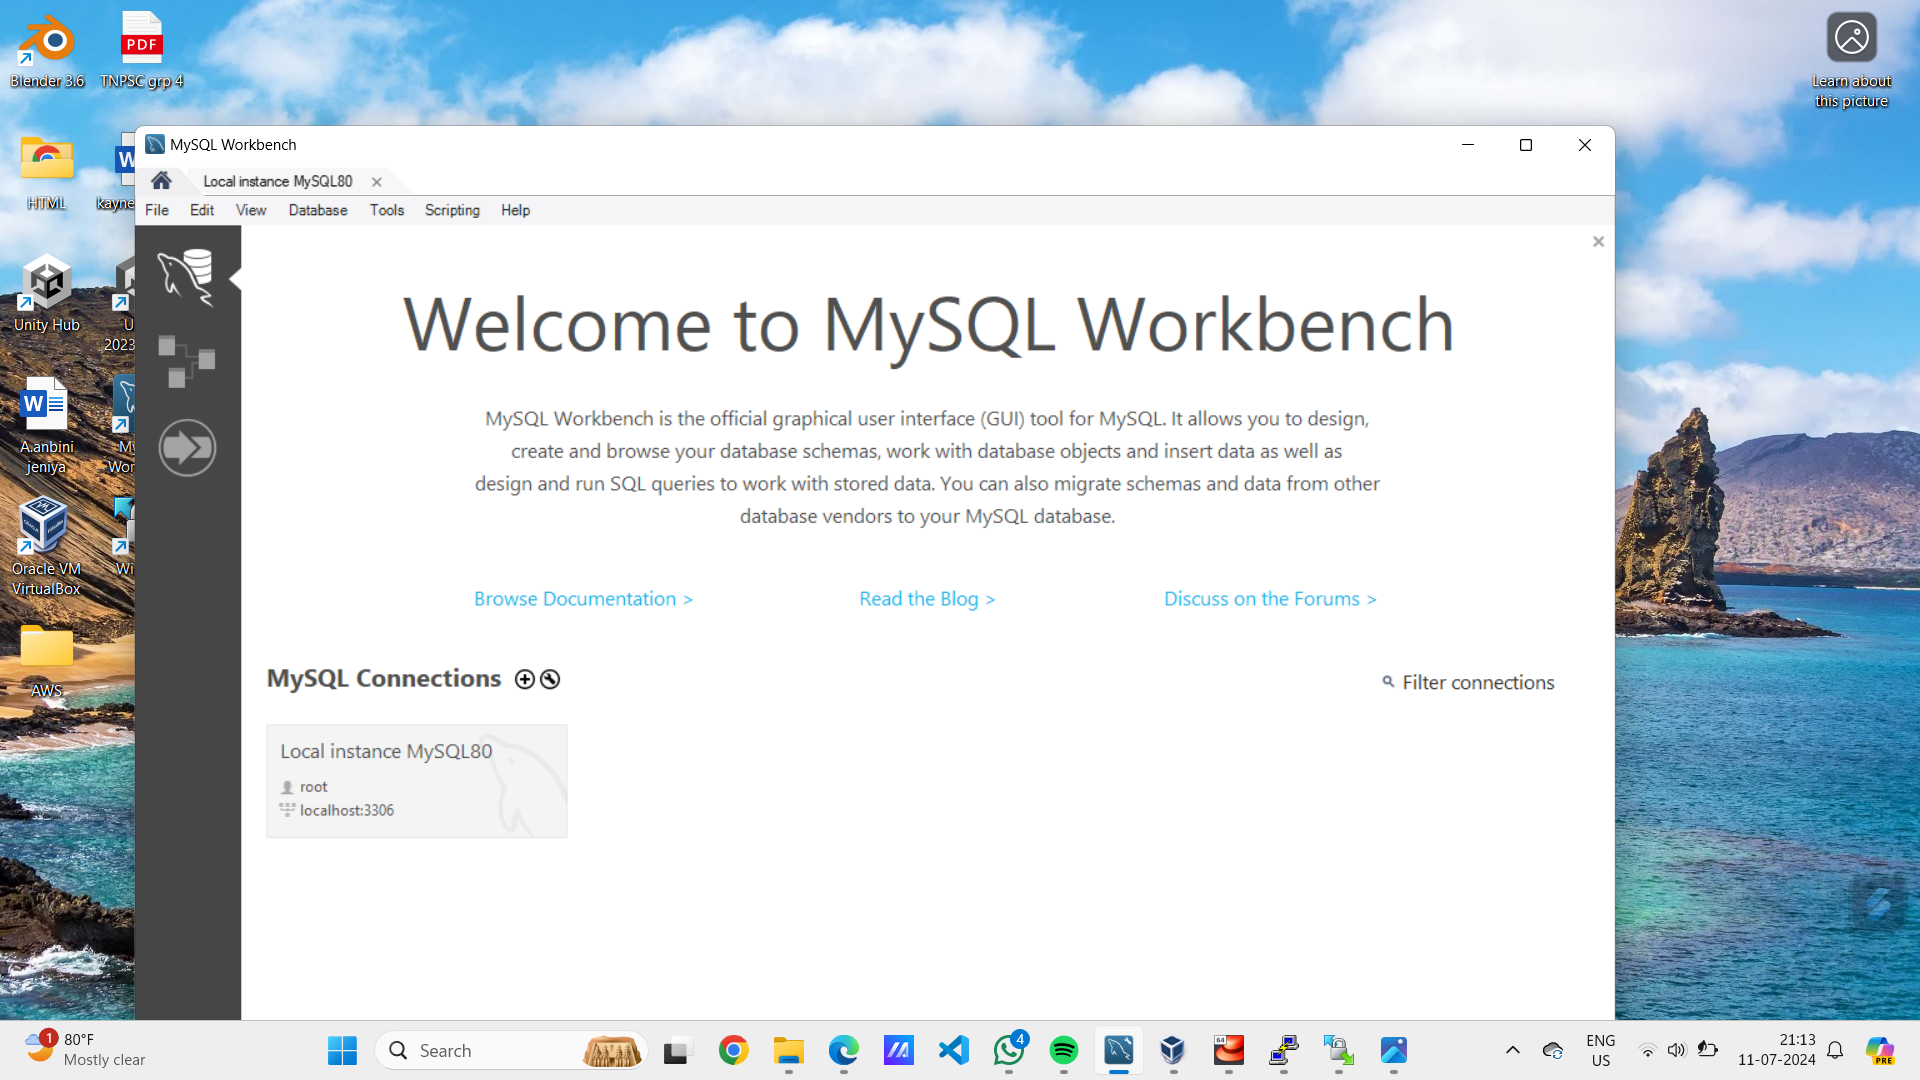 Blender 3.6
PDF
TNPSC grp 4
Learn about
this picture
HTML
W
kayne
Unity Hub
U
2023
W
A.anbini
jeniya
My
Wor
Oracle VM
VirtualBox
Wi
AWS
MySQL Workbench
Local instance MySQL80
File Edit View Database Tools Scripting Help
Welcome to MySQL Workbench
MySQL Workbench is the official graphical user interface (GUI) tool for MySQL. It allows you to design,
create and browse your database schemas, work with database objects and insert data as well as
design and run SQL queries to work with stored data. You can also migrate schemas and data from other
database vendors to your MySQL database.
Browse Documentation > Read the Blog > Discuss on the Forums >
MySQL Connections
Filter connections
Local instance MySQL80
root
localhost:3306
1
80°F
Mostly clear
Search
4
64
ENG
US
21:13
11-07-2024
PRE